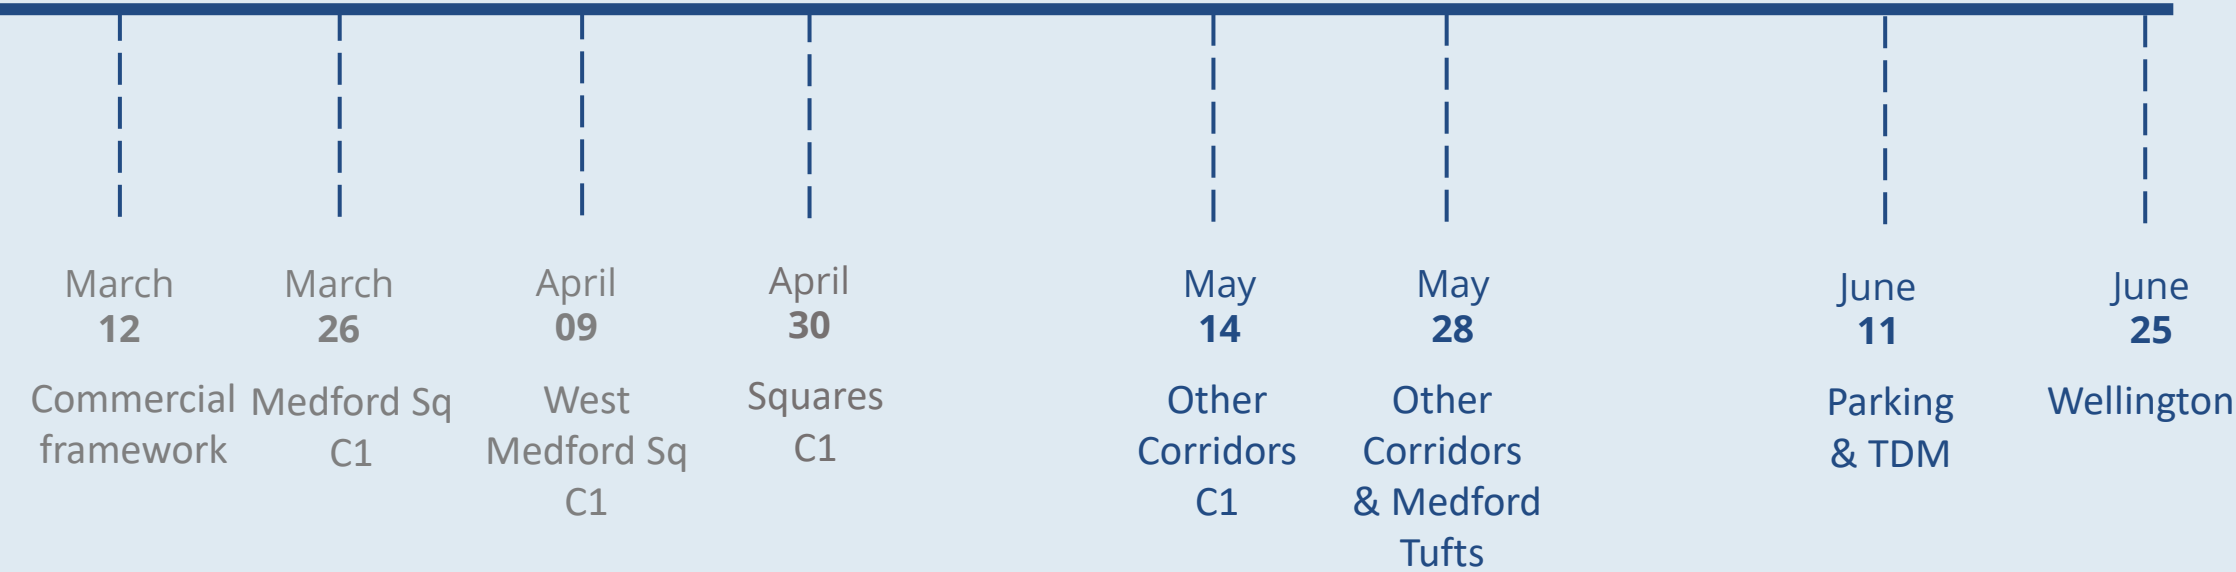 March
12
Commercial
framework
March
26
Medford Sq
C1
April
09
West
Medford Sq
C1
April
30
Squares
C1
May
14
Other
Corridors
C1
May
28
Other
Corridors
& Medford
Tufts
June
11
Parking
& TDM
June
25
Wellington